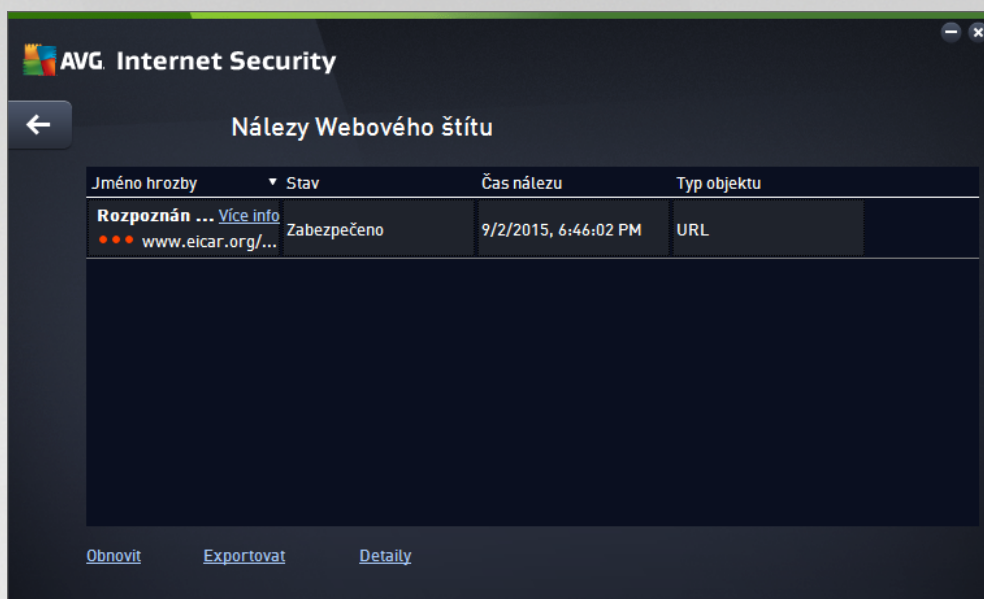 AVG. Internet Security
Nálezy Webového štítu
Jméno hrozby Stav Čas nálezu Typ objektu
Rozpoznán ... Více info
Zabezpečeno 9/2/2015, 6:46:02 PM URL
www.eicar.org/...
Obnovit Exportovat Detaily